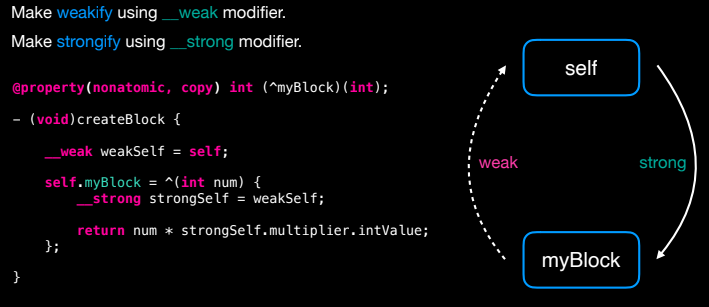 Make weakify using __weak modifier.
Make strongify using __strong modifier.
@property(nonatomic, copy) int (^myBlock)(int);
- (void)createBlock {
__weak weakSelf = self;
self.myBlock = ^(int num) {
__strong strongSelf = weakSelf;
return num * strongSelf.multiplier.intValue;
};
}
self
weak
strong
myBlock